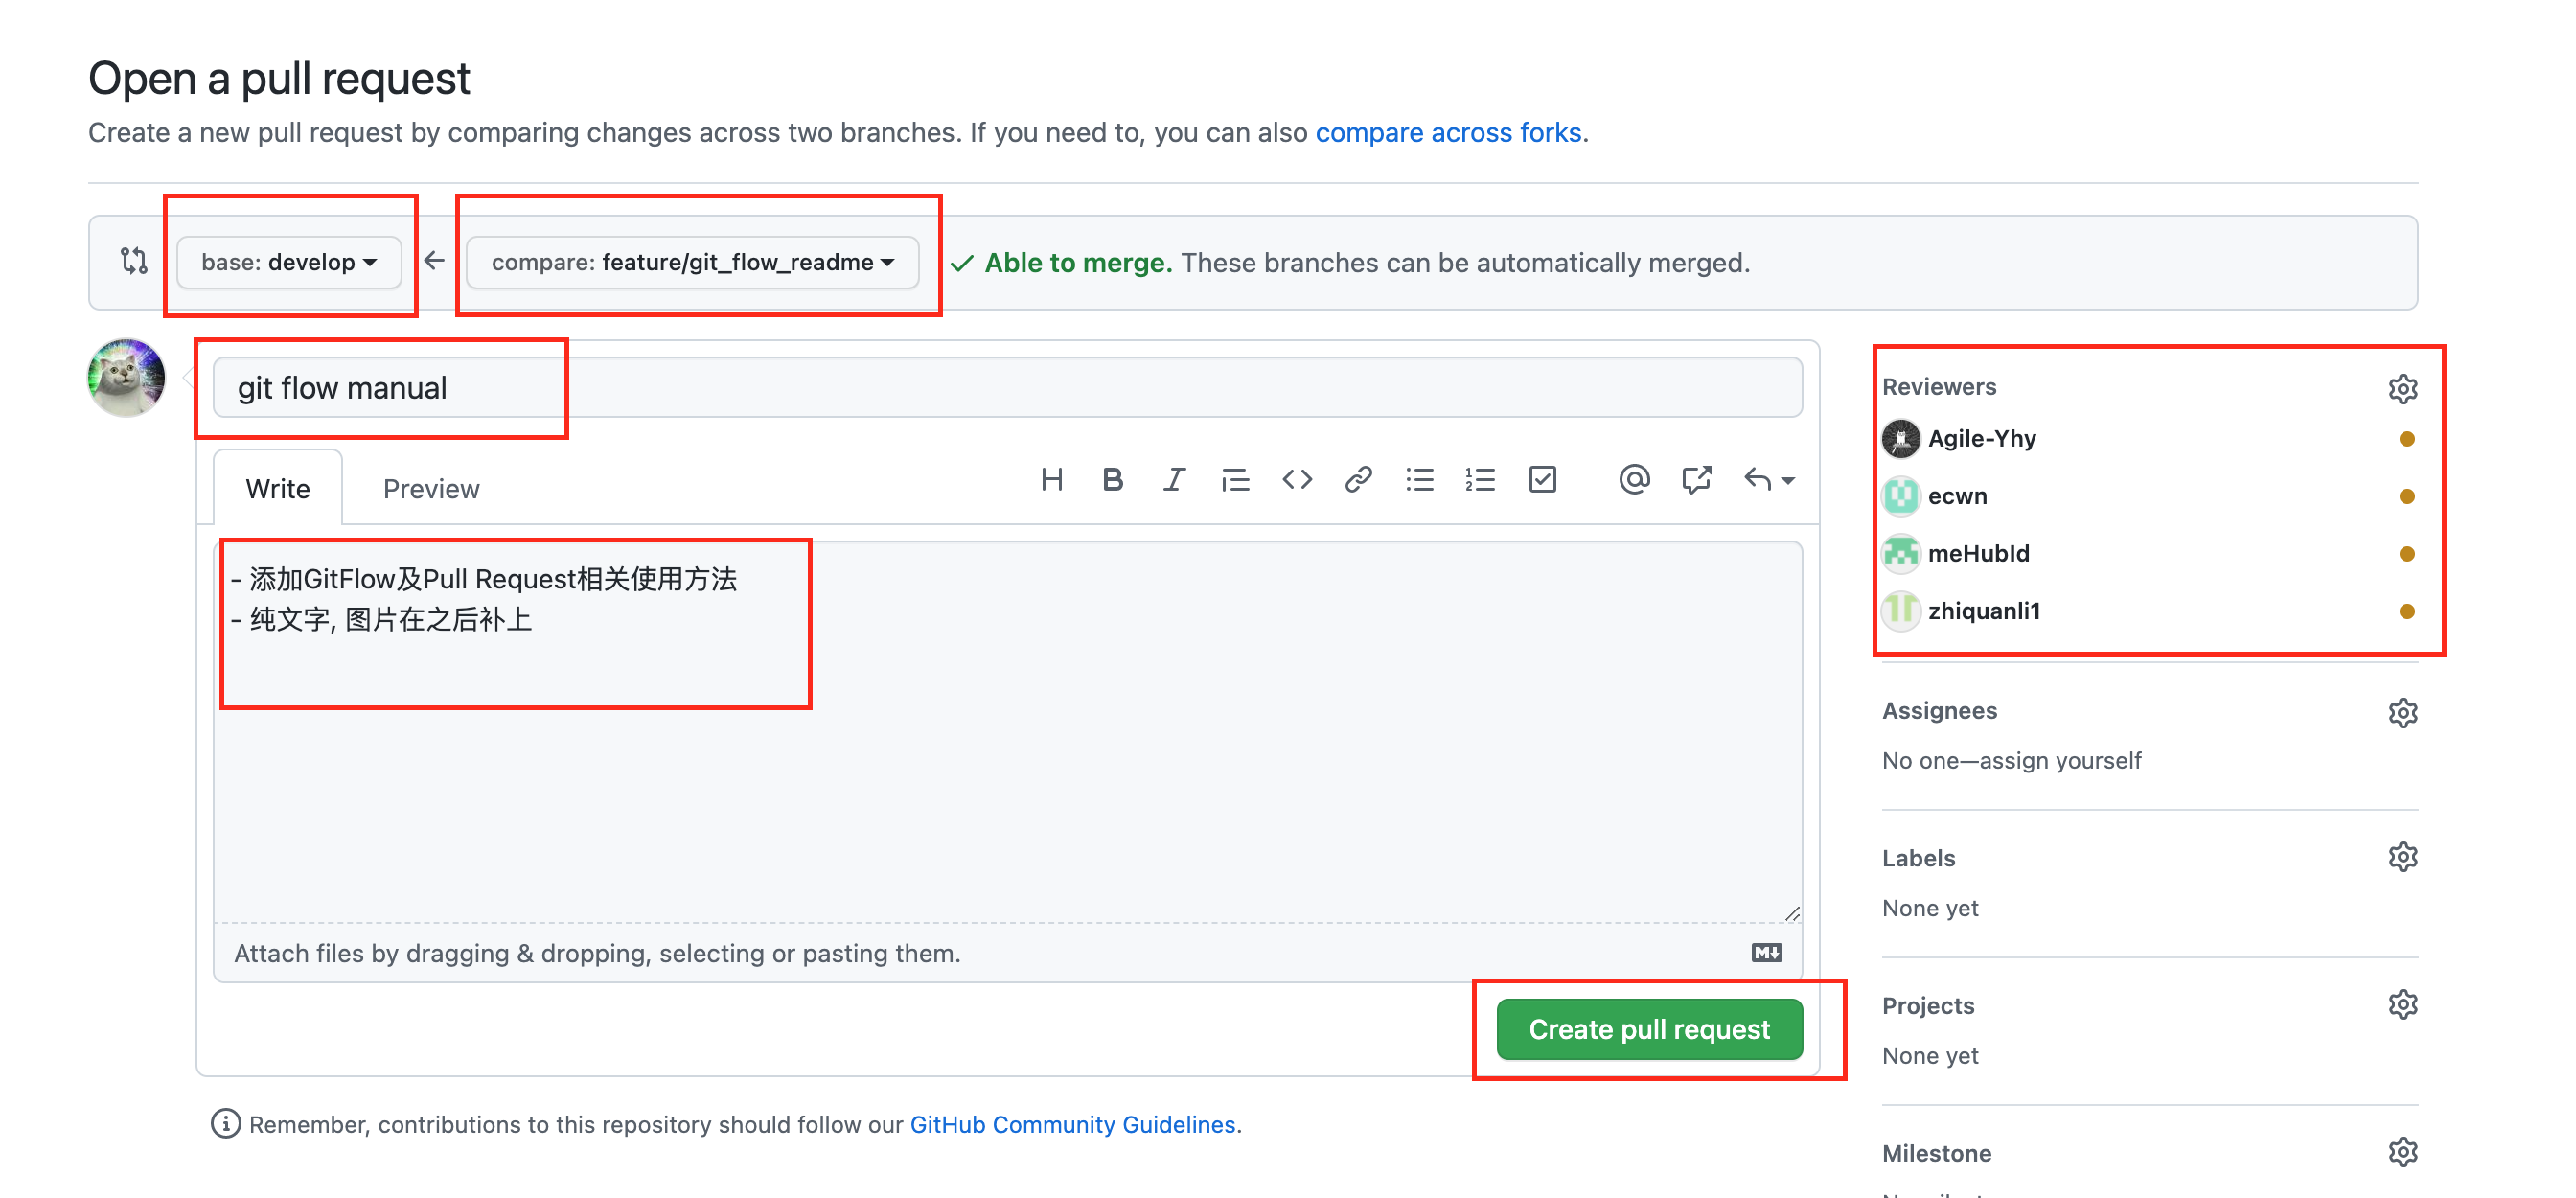 Open a pull request
Create a new pull request by comparing changes across two branches. If you need to, you can also compare across forks.
base: develop
compare: feature/git_flow_readme
Able to merge. These branches can be automatically merged.
git flow manual
Write
Preview
- 添加GitFlow及Pull Request相关使用方法
- 纯文字, 图片在之后补上
Attach files by dragging & dropping, selecting or pasting them.
Create pull request
Remember, contributions to this repository should follow our GitHub Community Guidelines.
Reviewers
Agile-Yhy
ecwn
meHubId
zhiquanli1
Assignees
No one—assign yourself
Labels
None yet
Projects
None yet
Milestone